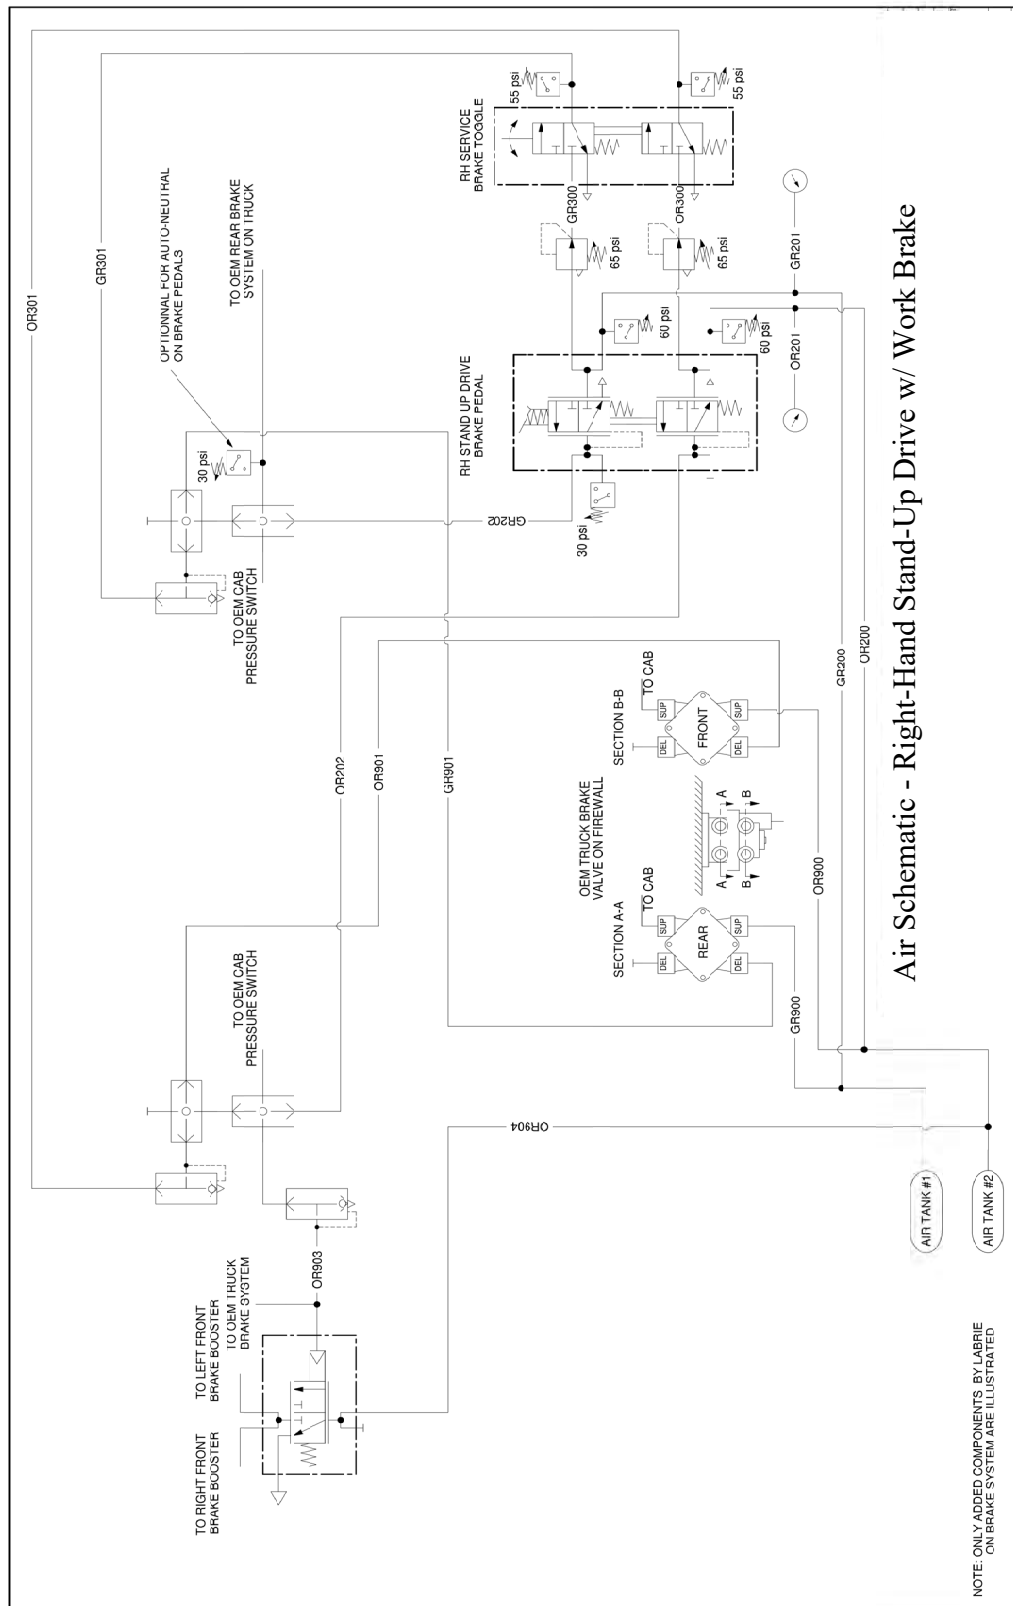 Air Schematic - Right-Hand Stand-Up Drive w/ Work Brake
OR301
GR301
OPTIONNAL FOR AUTO-NEUTRAL
ON BRAKE PEDALS
TO OEM REAR BRAKE
SYSTEM ON TRUCK
30 psi
TO OEM CAB
PRESSURE SWITCH
GR202
55 psi
55 psi
RH SERVICE
BRAKE TOGGLE
GR300
OR300
65 psi
65 psi
GR201
OR201
60 psi
60 psi
RH STAND UP DRIVE
BRAKE PEDAL
30 psi
OR202
OR901
GR901
GR200
OR200
SECTION B-B
TO CAB
DEL
SUP
FRONT
DEL
SUP
OEM TRUCK BRAKE
VALVE ON FIREWALL
A
A
B
B
SECTION A-A
TO CAB
DEL
SUP
REAR
DEL
SUP
OR900
GR900
TO OEM CAB
PRESSURE SWITCH
OR904
OR903
TO OEM TRUCK
BRAKE SYSTEM
TO LEFT FRONT
BRAKE BOOSTER
TO RIGHT FRONT
BRAKE BOOSTER
AIR TANK #1
AIR TANK #2
NOTE: ONLY ADDED COMPONENTS BY LABRIE
ON BRAKE SYSTEM ARE ILLUSTRATED